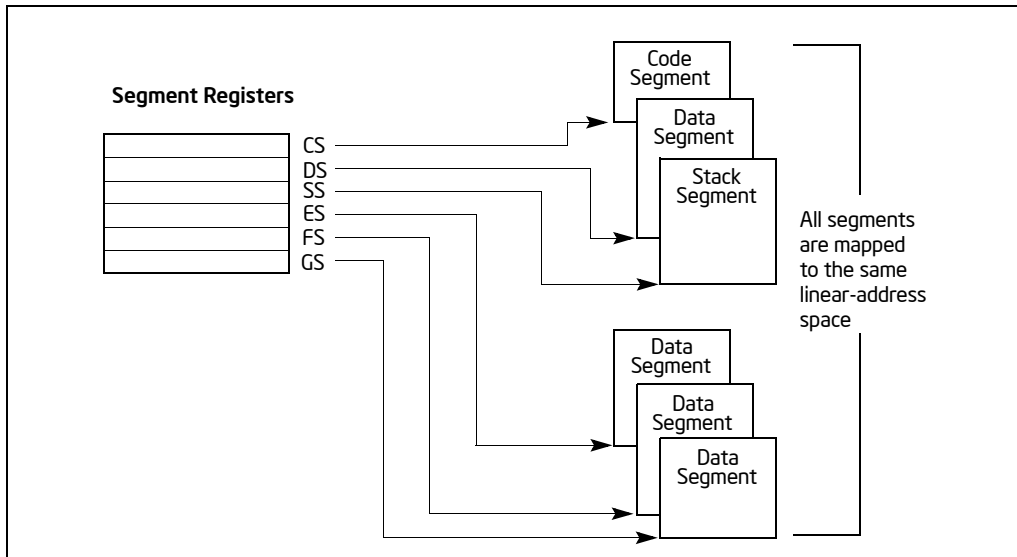 Segment Registers
CS
DS
SS
ES
FS
GS
Code
Segment
Data
Segment
Stack
Segment
Data
Segment
Data
Segment
Data
Segment
All segments
are mapped
to the same
linear-address
space